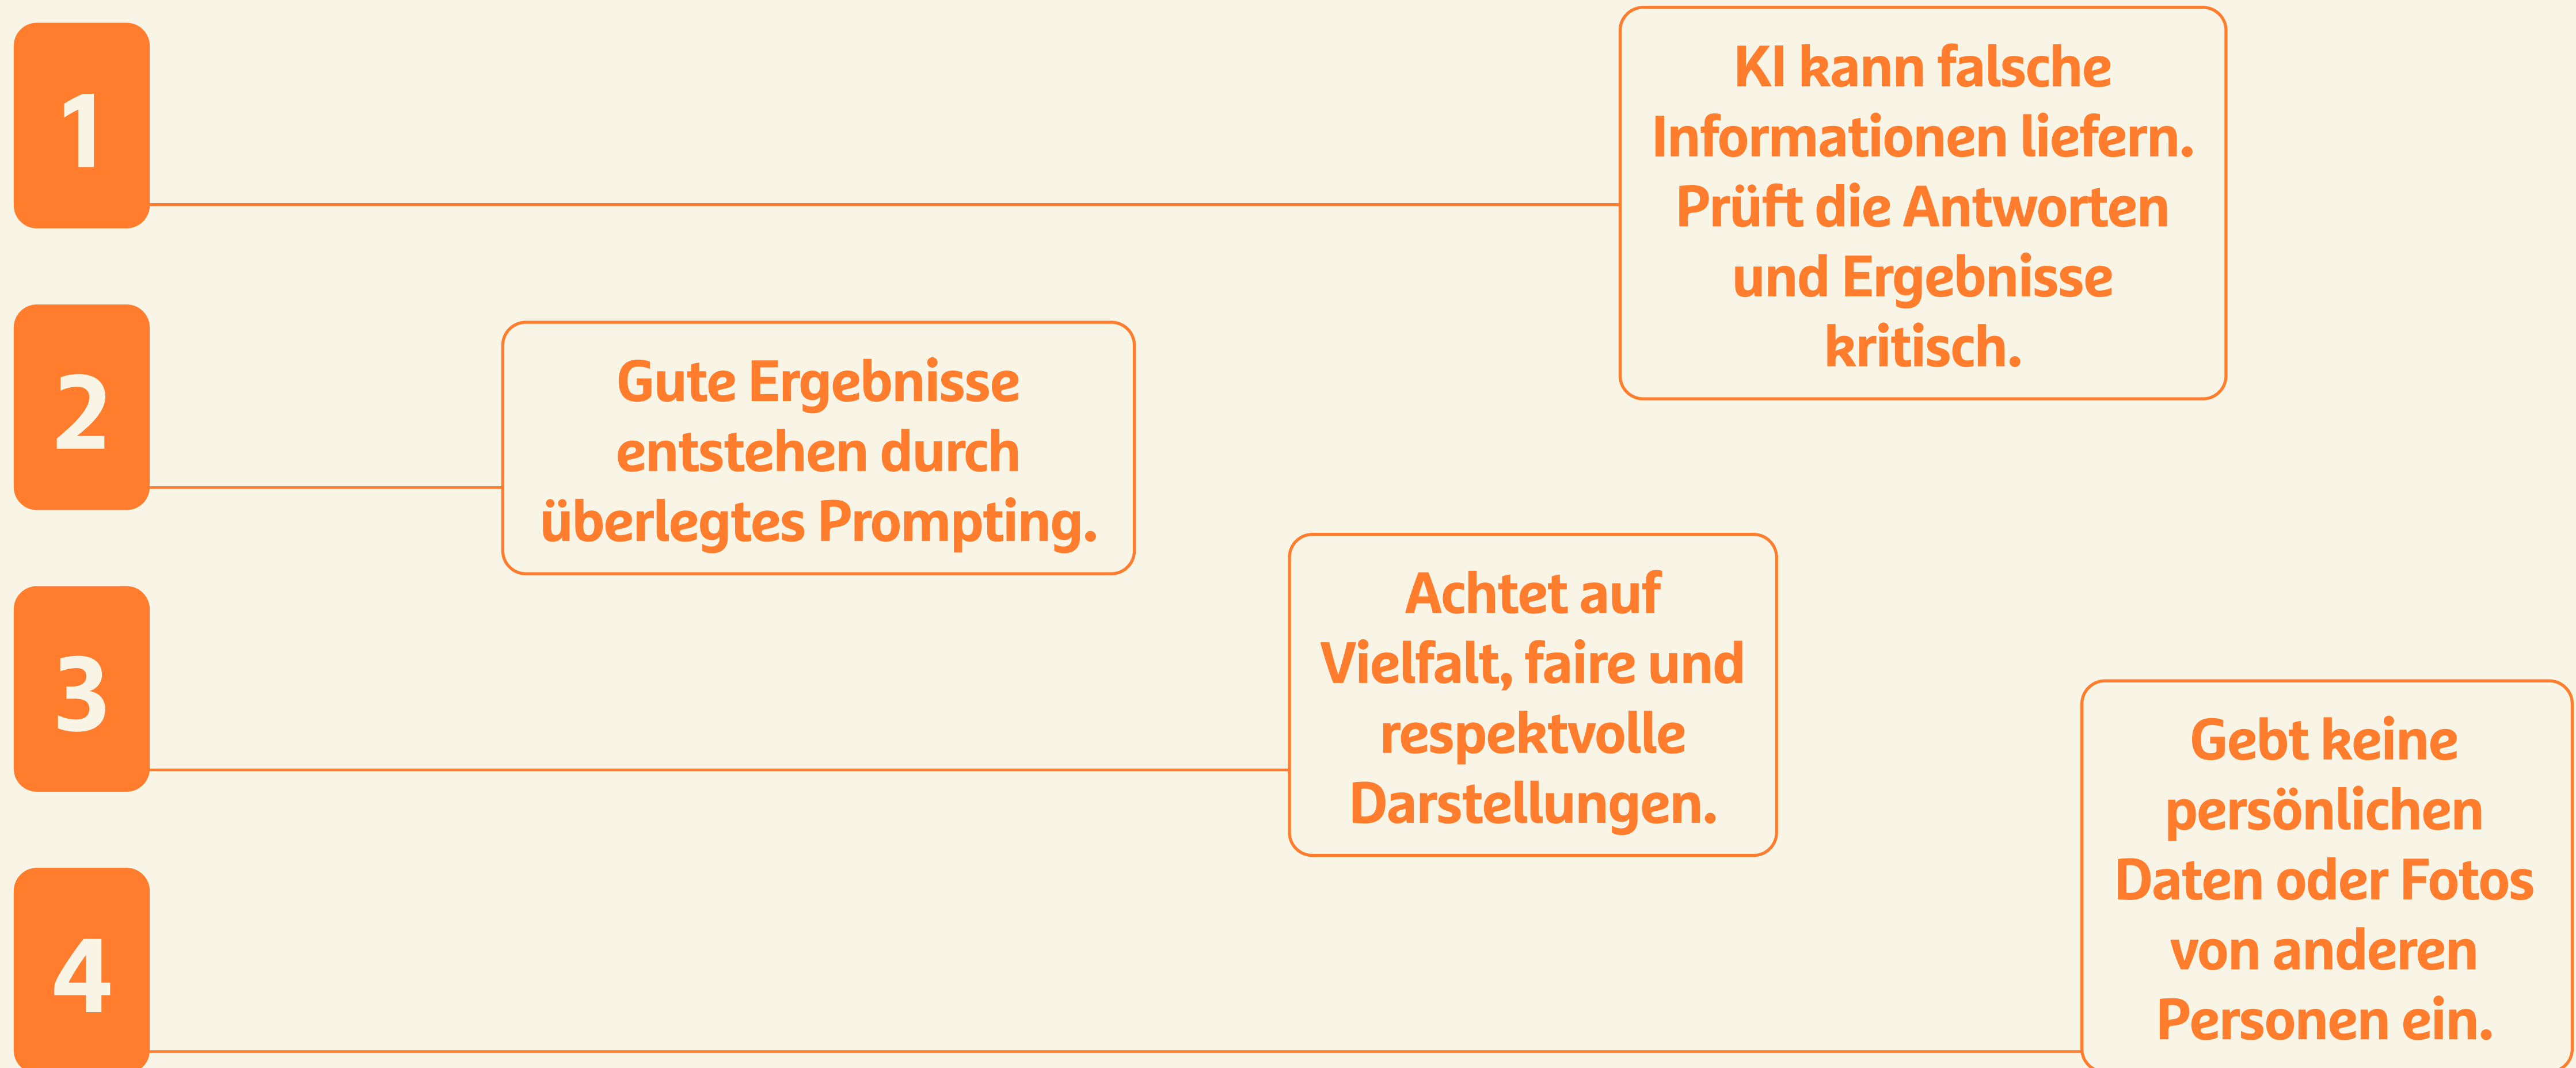 1
KI kann falsche
Informationen liefern.
Prüft die Antworten
und Ergebnisse
kritisch.
2
Gute Ergebnisse
entstehen durch
überlegtes Prompting.
3
Achtet auf
Vielfalt, faire und
respektvolle
Darstellungen.
4
Gebt keine
persönlichen
Daten oder Fotos
von anderen
Personen ein.